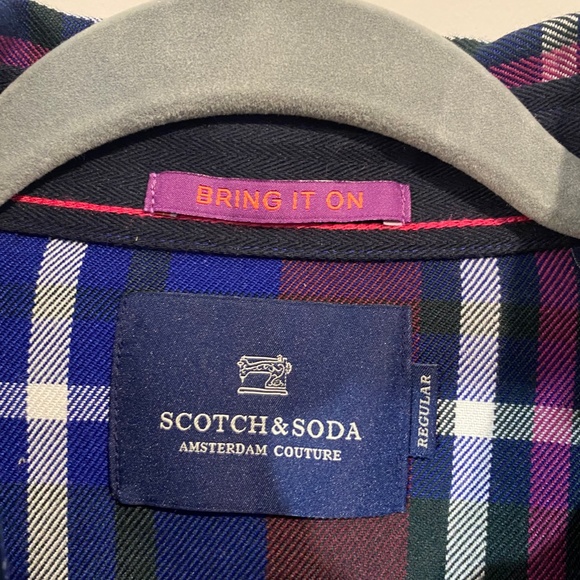 BRING IT ON
SCOTCH & SODA
AMSTERDAM COUTURE
REGULAR